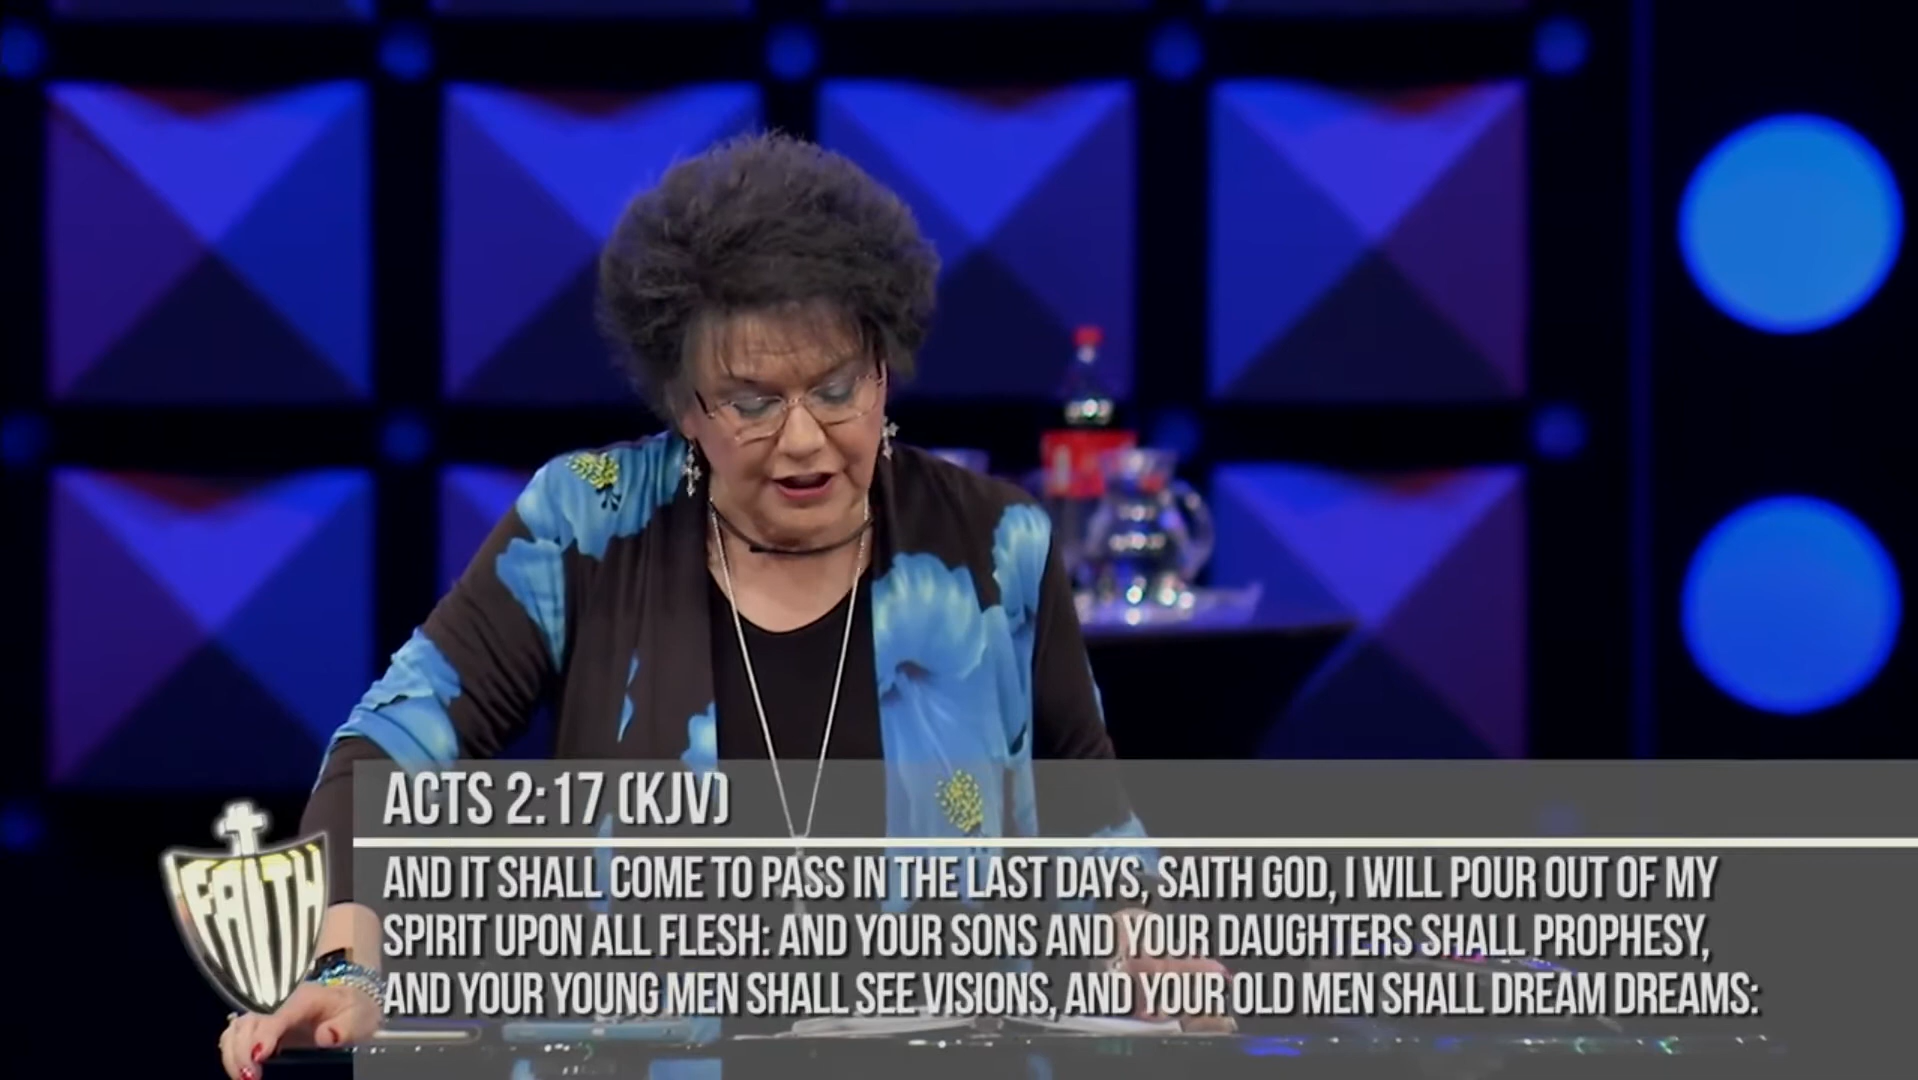 ACTS 2:17 (KJV)
AND IT SHALL COME TO PASS IN THE LAST DAYS, SAITH GOD, I WILL POUR OUT OF MY
SPIRIT UPON ALL FLESH: AND YOUR SONS AND YOUR DAUGHTERS SHALL PROPHESY,
AND YOUR YOUNG MEN SHALL SEE VISIONS, AND YOUR OLD MEN SHALL DREAM DREAMS:
FAITH